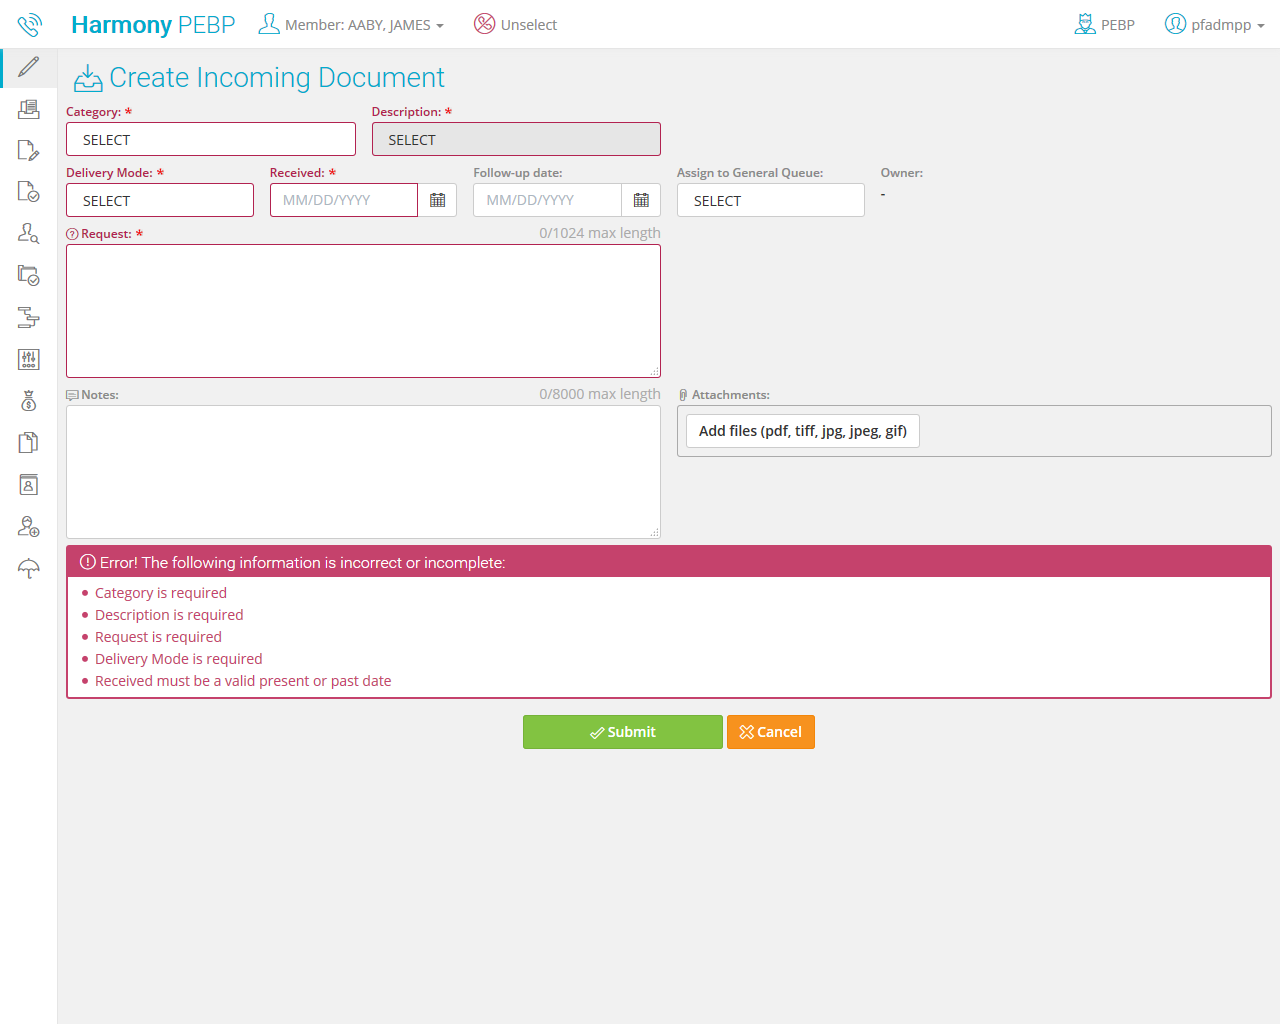 Harmony PEBP
Member: AABY, JAMES
Unselect
PEBP
pfadmpp
Create Incoming Document
Category: *
Description: *
SELECT
SELECT
Delivery Mode: *
Received: *
Follow-up date:
Assign to General Queue:
Owner:
SELECT
MM/DD/YYYY
MM/DD/YYYY
SELECT
-
Request: *
0/1024 max length
Notes:
0/8000 max length
Attachments:
Add files (pdf, tiff, jpg, jpeg, gif)
Error! The following information is incorrect or incomplete:
Category is required
Description is required
Request is required
Delivery Mode is required
Received must be a valid present or past date
Submit
Cancel